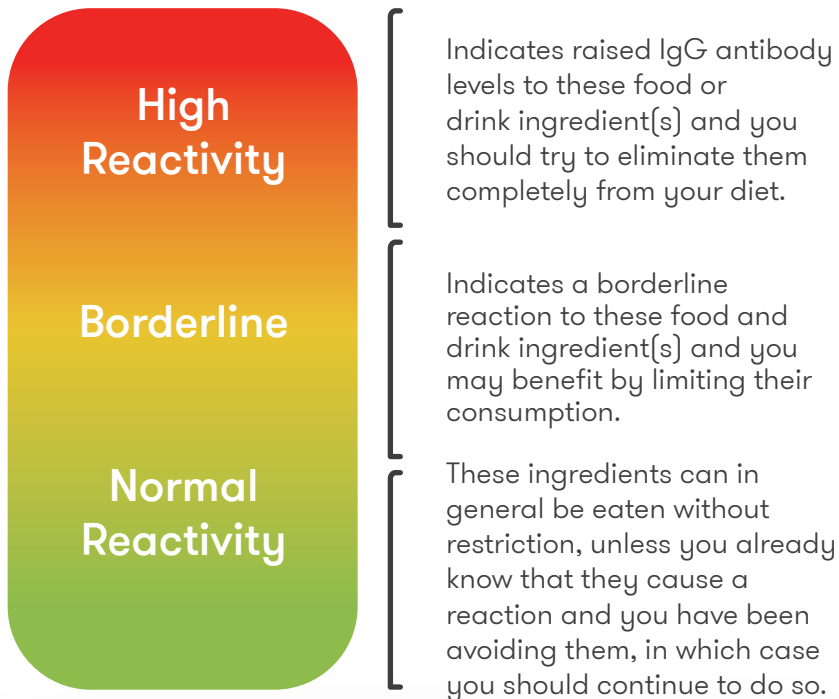 High
Reactivity
Indicates raised IgG antibody
levels to these food or
drink ingredient(s) and you
should try to eliminate them
completely from your diet.
Borderline
Indicates a borderline
reaction to these food and
drink ingredient(s) and you
may benefit by limiting their
consumption.
Normal
Reactivity
These ingredients can in
general be eaten without
restriction, unless you already
know that they cause a
reaction and you have been
avoiding them, in which case
you should continue to do so.